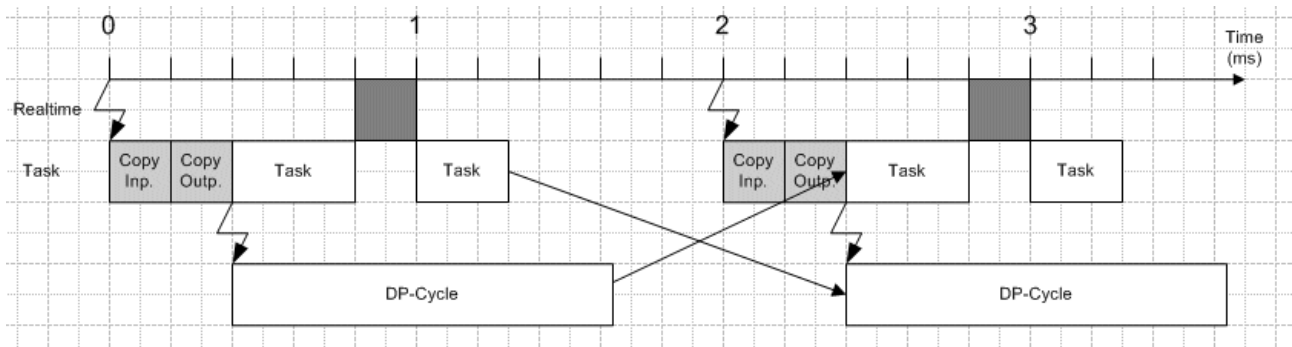 0 1 2 3
Time
(ms)
Realtime
Task
Copy
Inp.
Copy
Outp.
Task
Task
Copy
Inp.
Copy
Outp.
Task
Task
DP-Cycle
DP-Cycle